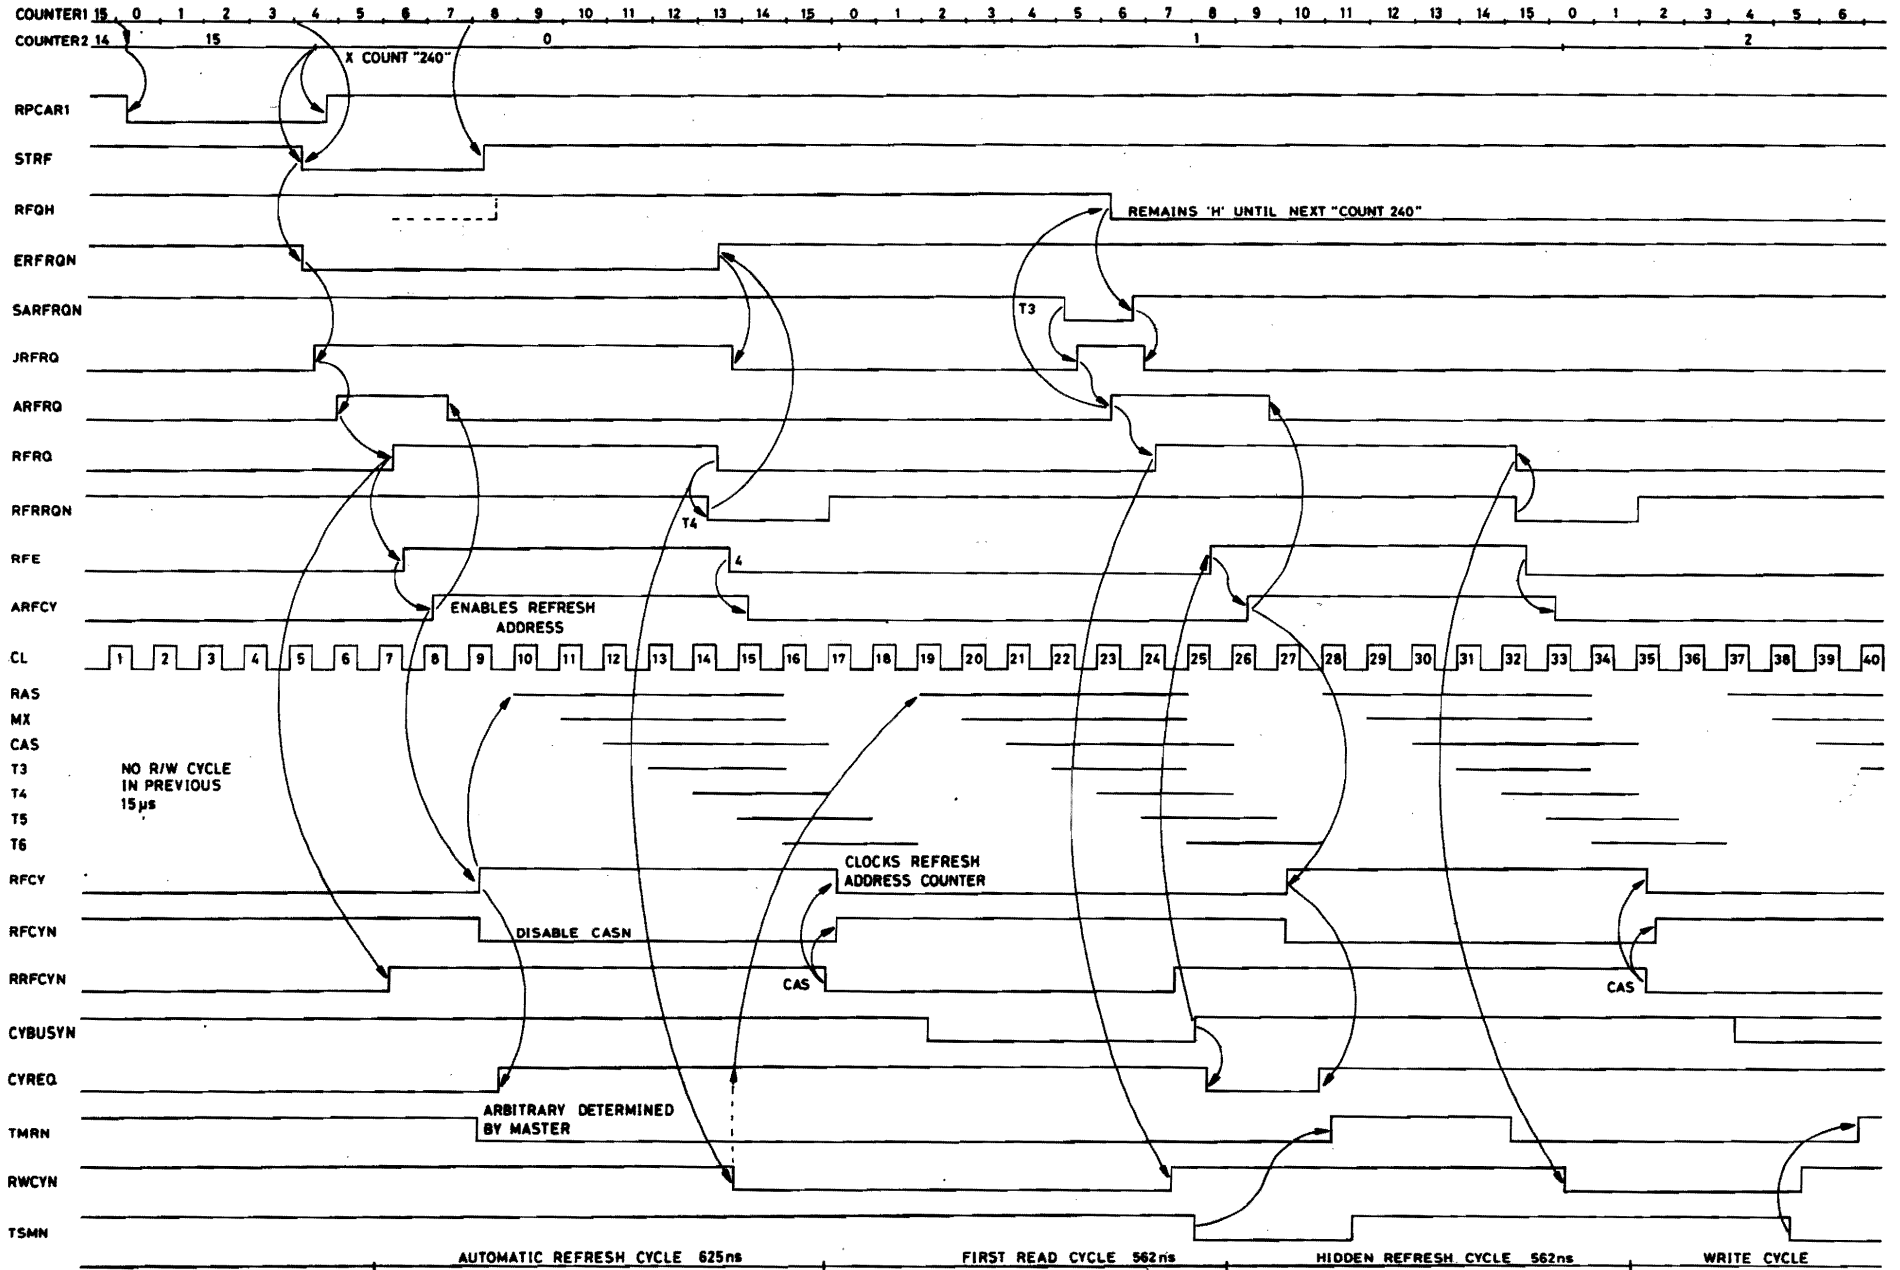 COUNTER1 15 0 1 2 3 4 5 6 7 8 9 10 11 12 13 14 15 0 1 2 3 4 5 6 7 8 9 10 11 12 13 14 15 0 1 2 3 4 5 6
COUNTER2 14 15 0 1 2
X COUNT "240"
RPCAR1
STRF
RFQH
REMAINS 'H' UNTIL NEXT "COUNT 240"
ERFRQN
SARFRQN
T3
JRFRQ
ARFRQ
RFRQ
RFRRQN
T4
RFE
4
ARFCY
ENABLES REFRESH
ADDRESS
CL 1 2 3 4 5 6 7 8 9 10 11 12 13 14 15 16 17 18 19 20 21 22 23 24 25 26 27 28 29 30 31 32 33 34 35 36 37 38 39 40
RAS
MX
CAS
T3
NO R/W CYCLE
IN PREVIOUS
15µs
T4
T5
T6
CLOCKS REFRESH
ADDRESS COUNTER
RFCY
RFCYN
DISABLE CASN
RRFCYN
CAS
CAS
CYBUSYN
CYREQ
ARBITRARY DETERMINED
BY MASTER
TMRN
RWCYN
TSMN
AUTOMATIC REFRESH CYCLE 625ns
FIRST READ CYCLE 562ns
HIDDEN REFRESH CYCLE 562ns
WRITE CYCLE